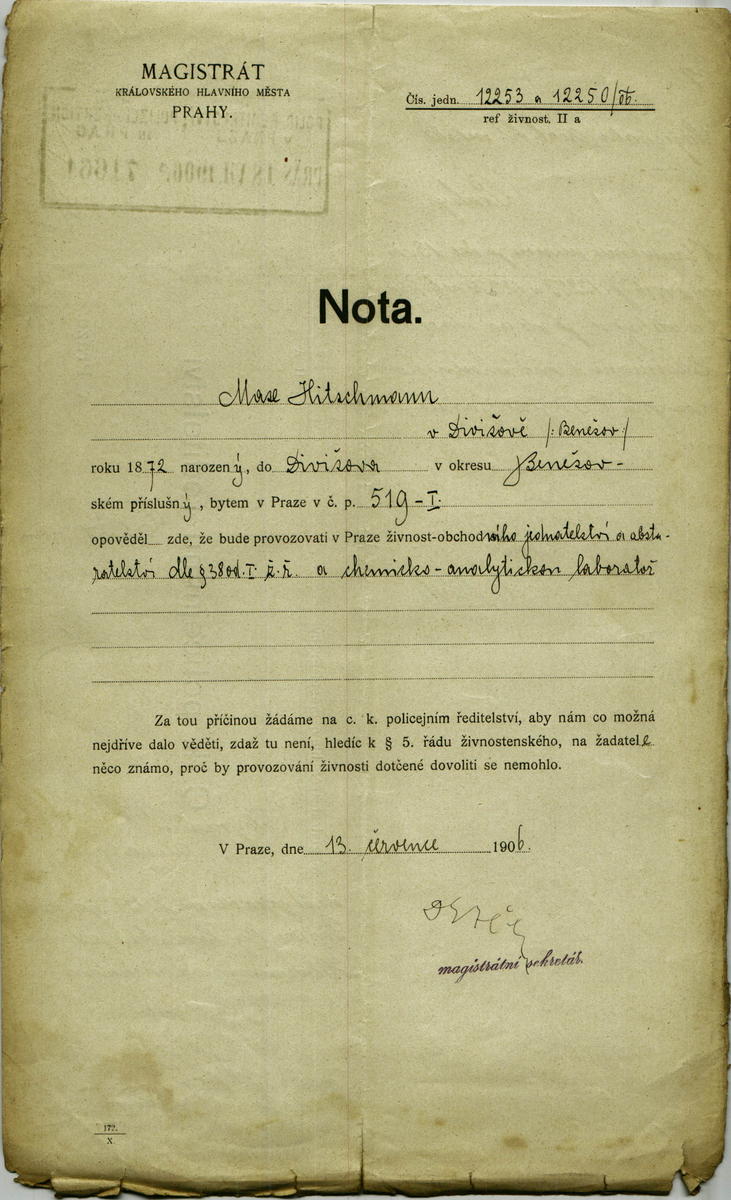 MAGISTRÁT
KRÁLOVSKÉHO HLAVNÍHO MĚSTA
PRAHY.
Čís. jedn. 12253 a 12250/06.
ref živnost. II a
Nota.
Max Hitschmann
v Divišově /: Benešov :/
roku 1872 narozený, do Divišova v okresu Benešov-
ském příslušný, bytem v Praze v č. p. 519-I.
opověděl zde, že bude provozovati v Praze živnost-obchodního jednatelství a obsta-
ratelství dle § 38 od. I ž. ř. a chemicko-analytickou laboratoř
Za tou příčinou žádáme na c. k. policejním ředitelství, aby nám co možná
nejdříve dalo věděti, zdaž tu není, hledíc k § 5. řádu živnostenského, na žadatele
něco známo, proč by provozování živnosti dotčené dovoliti se nemohlo.
V Praze, dne 13. července 1906.
magistrátní sekretář.
172.
X.